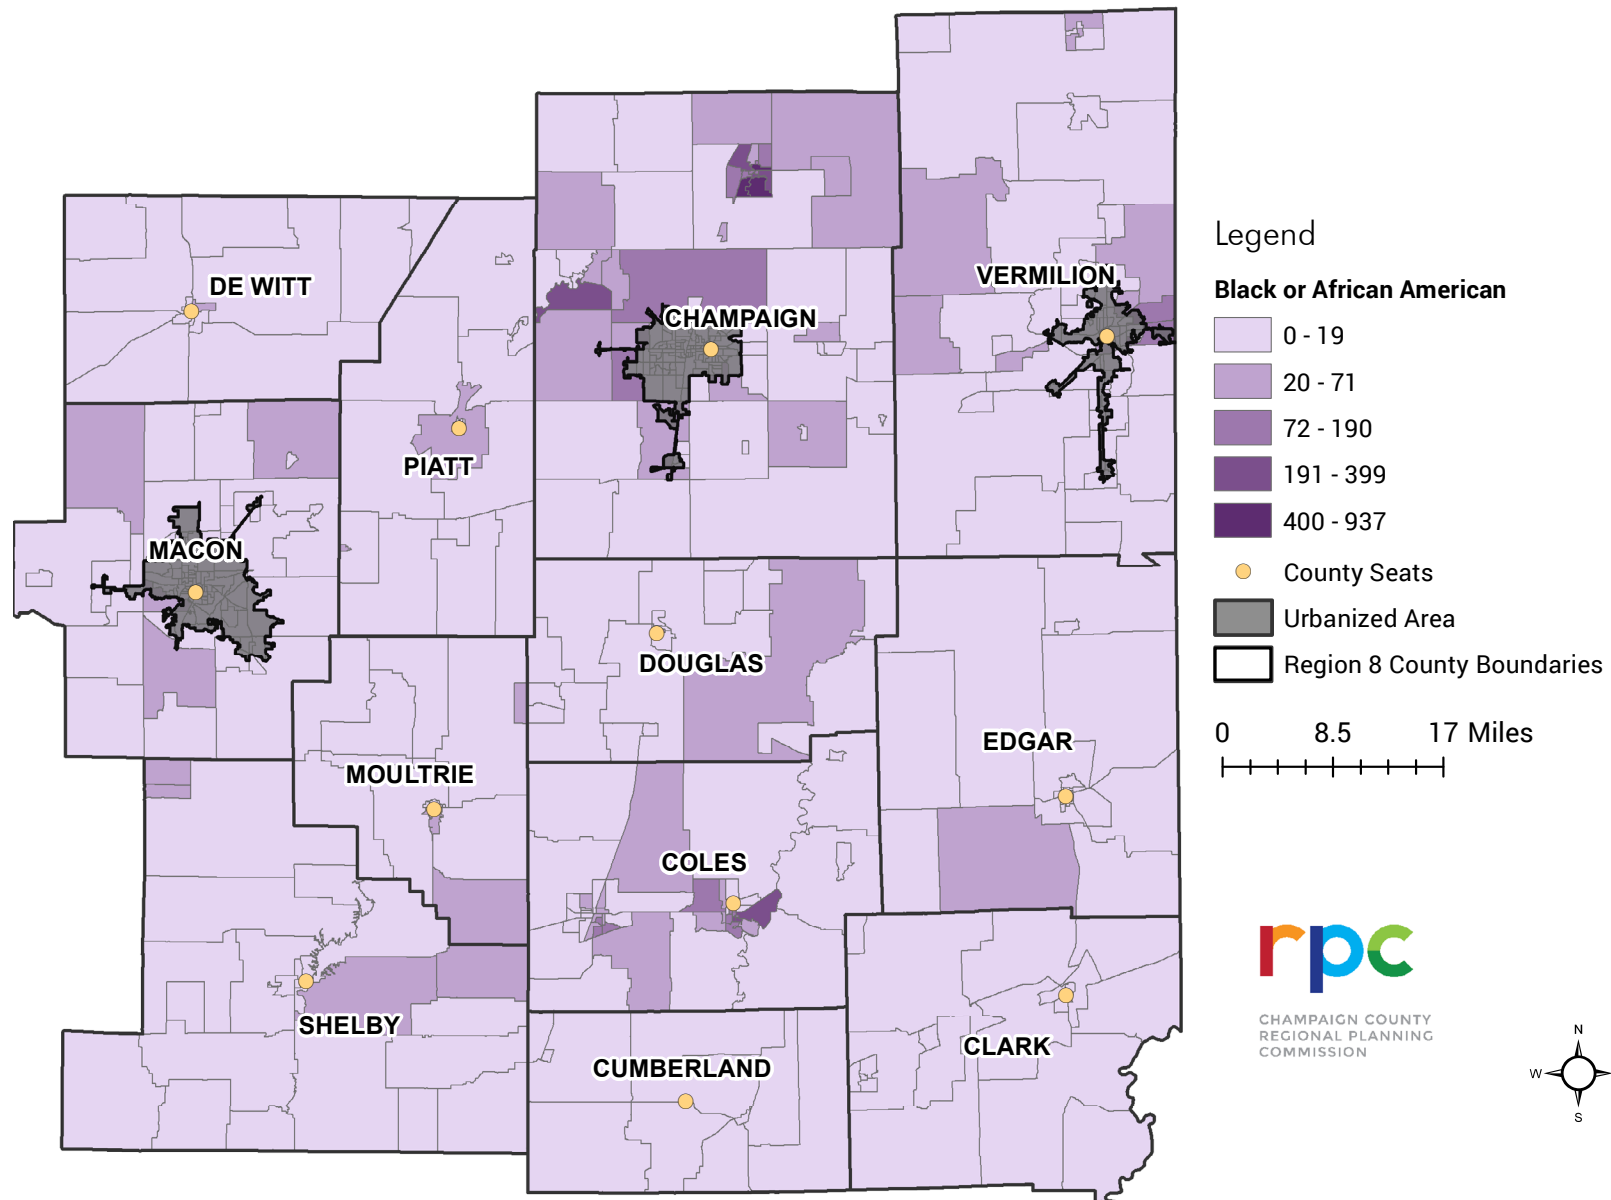 DE WITT
CHAMPAIGN
VERMILION
PIATT
MACON
DOUGLAS
EDGAR
MOULTRIE
COLES
SHELBY
CUMBERLAND
CLARK
Legend
Black or African American
0 - 19
20 - 71
72 - 190
191 - 399
400 - 937
County Seats
Urbanized Area
Region 8 County Boundaries
0 8.5 17 Miles
rpc
CHAMPAIGN COUNTY
REGIONAL PLANNING
COMMISSION
N
W
S